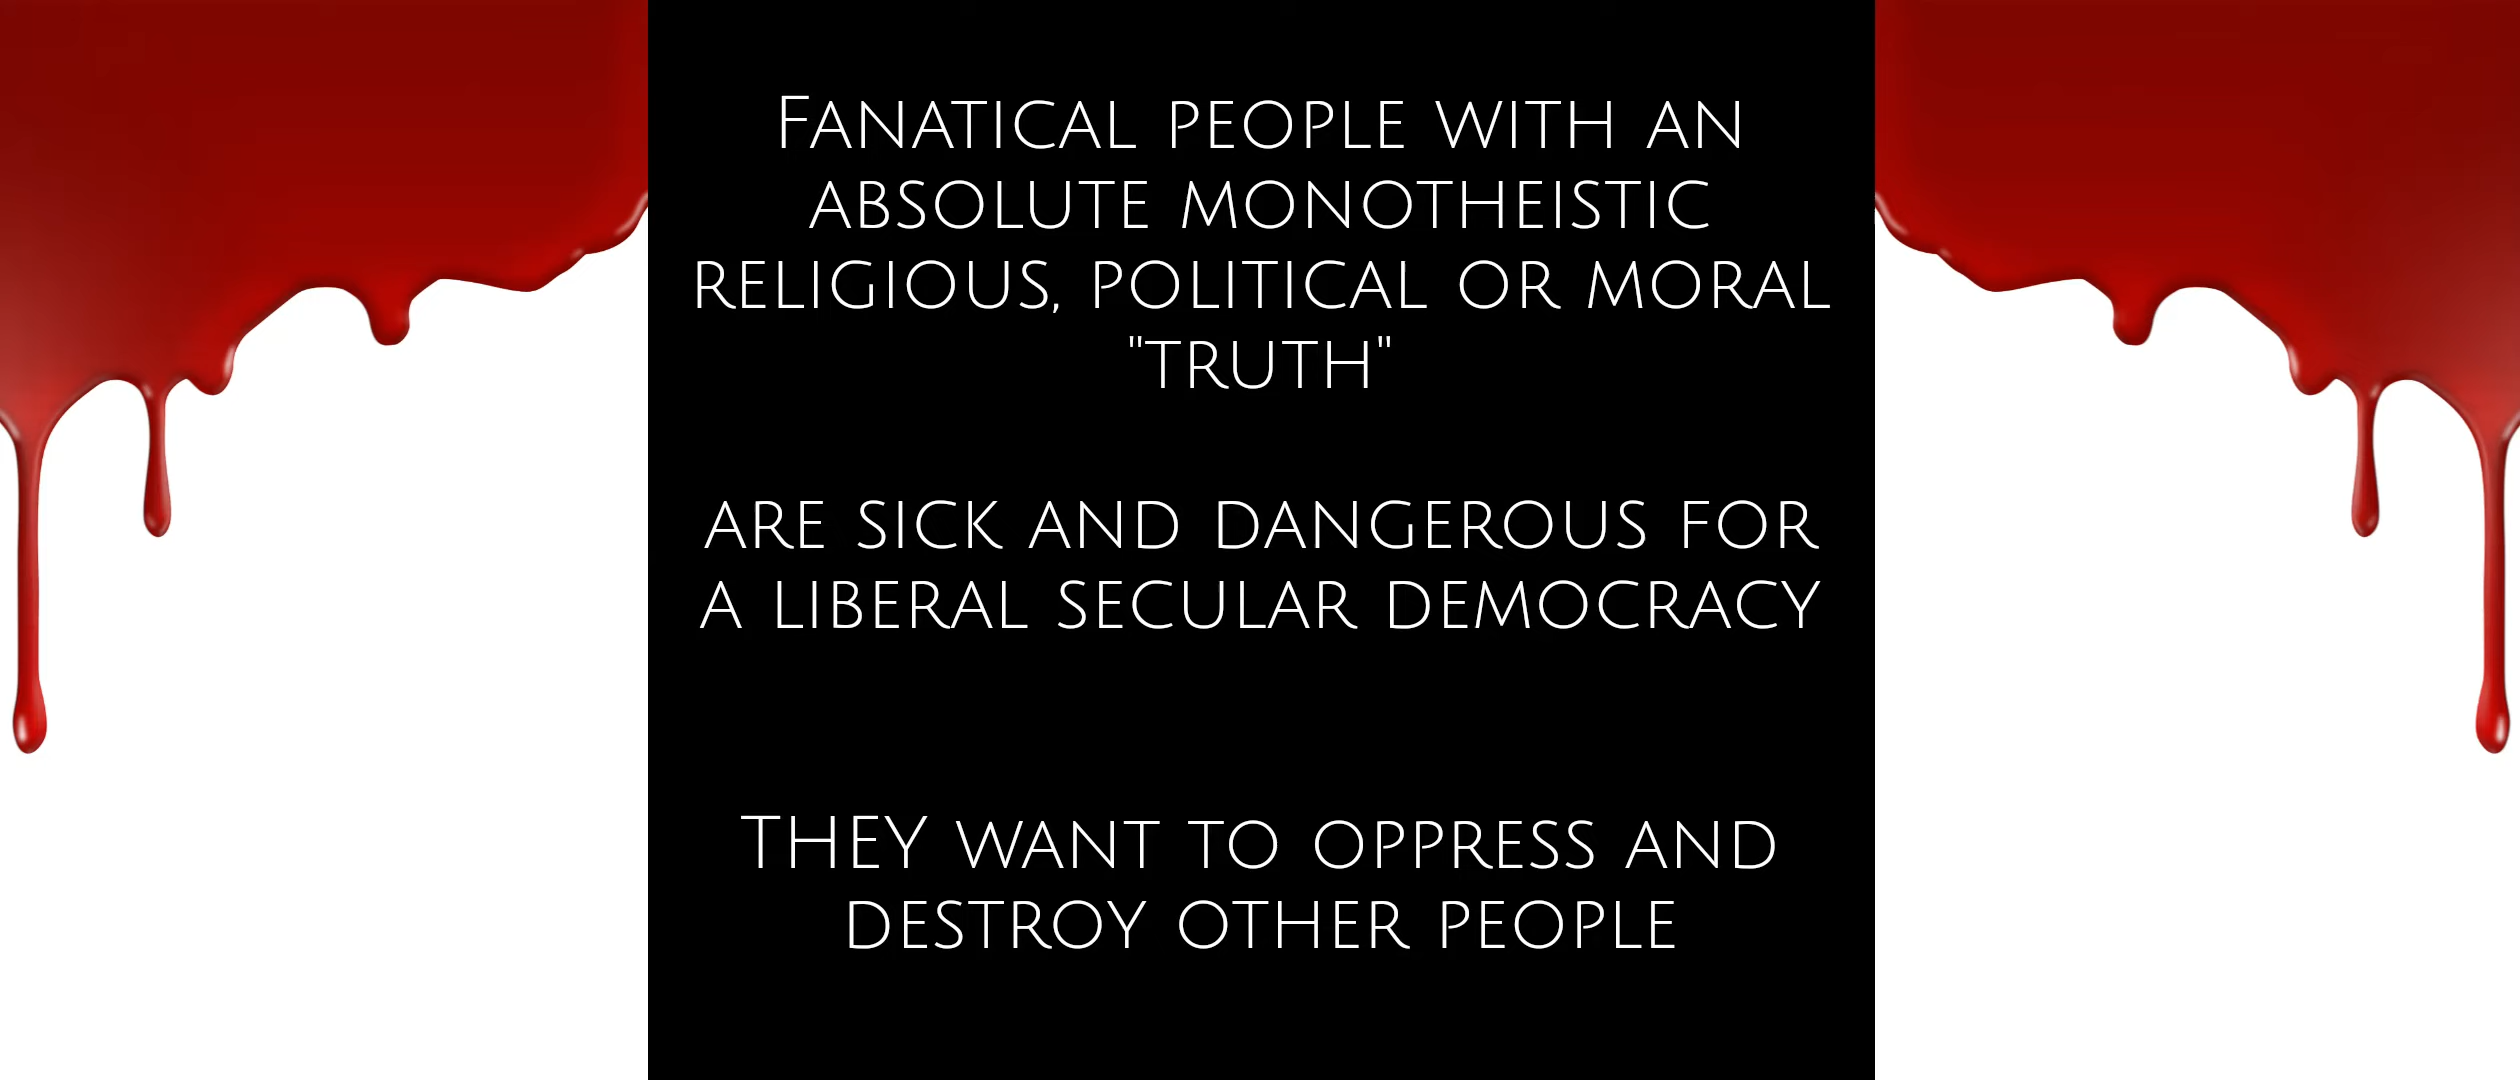 Fanatical people with an
absolute monotheistic
religious, political or moral
"truth"
are sick and dangerous for
a liberal secular democracy
They want to oppress and
destroy other people